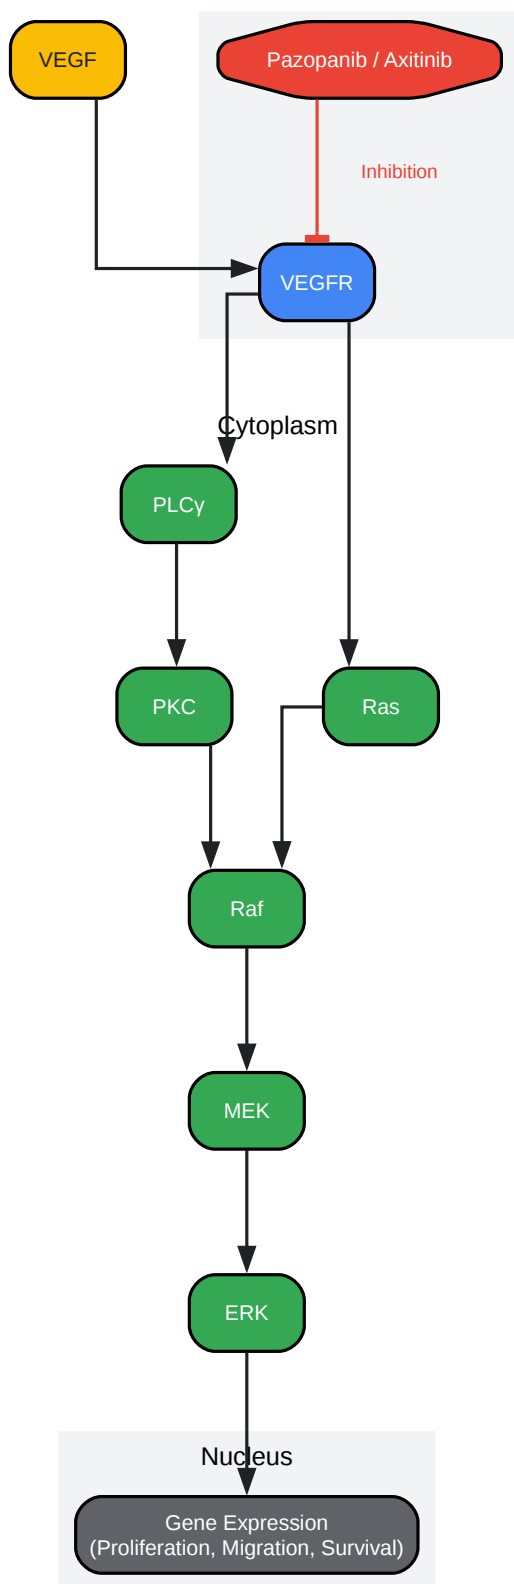 VEGF
Pazopanib / Axitinib
Inhibition
VEGFR
Cytoplasm
PLCγ
PKC
Ras
Raf
MEK
ERK
Nucleus
Gene Expression
(Proliferation, Migration, Survival)